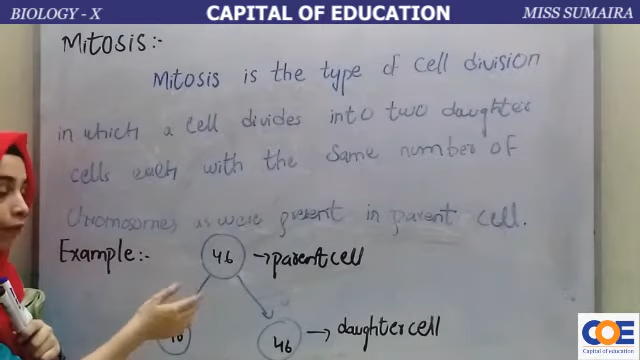 BIOLOGY - X
CAPITAL OF EDUCATION
MISS SUMAIRA
Mitosis:-
Mitosis is the type of cell division
in which a cell divides into two daughter
cells each with the same number of
chromosomes as were present in parent cell.
Example:-
46 → parent cell
46 → daughter cell
COE
Capital of education